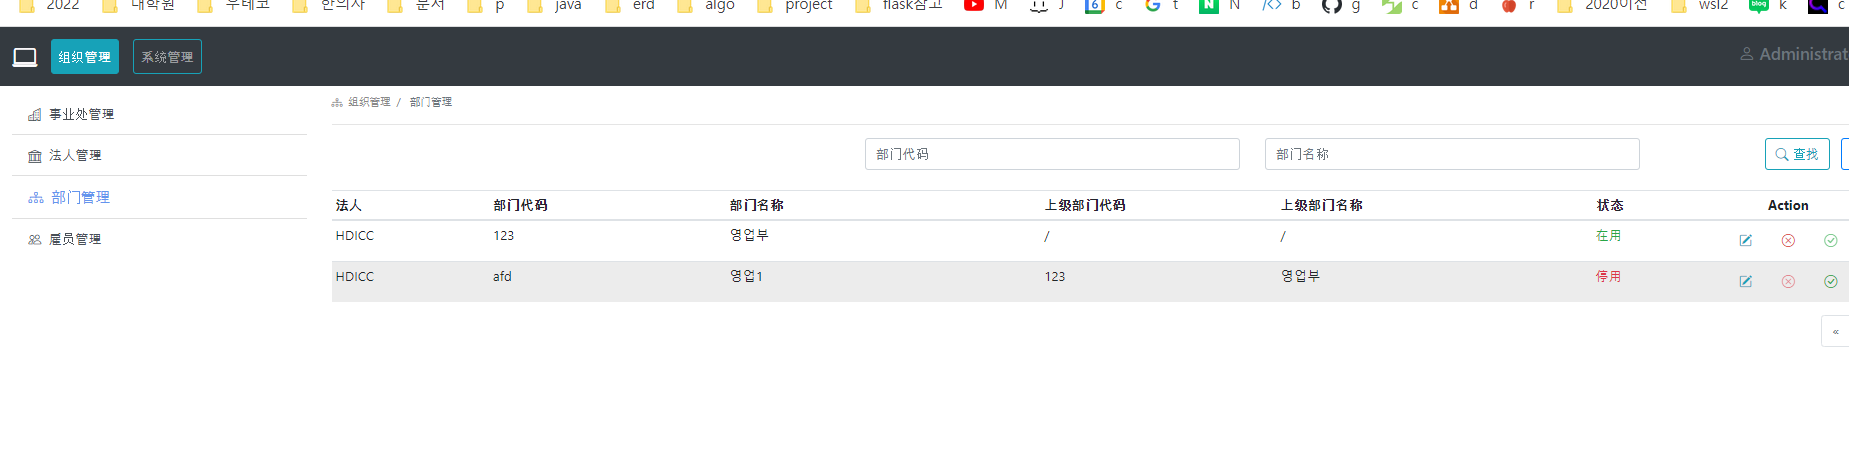 2022 대학원 우테코 한의사 문서 p java erd algo project flask참고 M J c t N b g c d r 2020이전 wsl2 k c
组织管理 系统管理 Administrat
事业处管理
法人管理
部门管理
雇员管理
组织管理 / 部门管理
部门代码 部门名称 查找
法人 部门代码 部门名称 上级部门代码 上级部门名称 状态 Action
HDICC 123 영업부 / / 在用
HDICC afd 영업1 123 영업부 停用
«